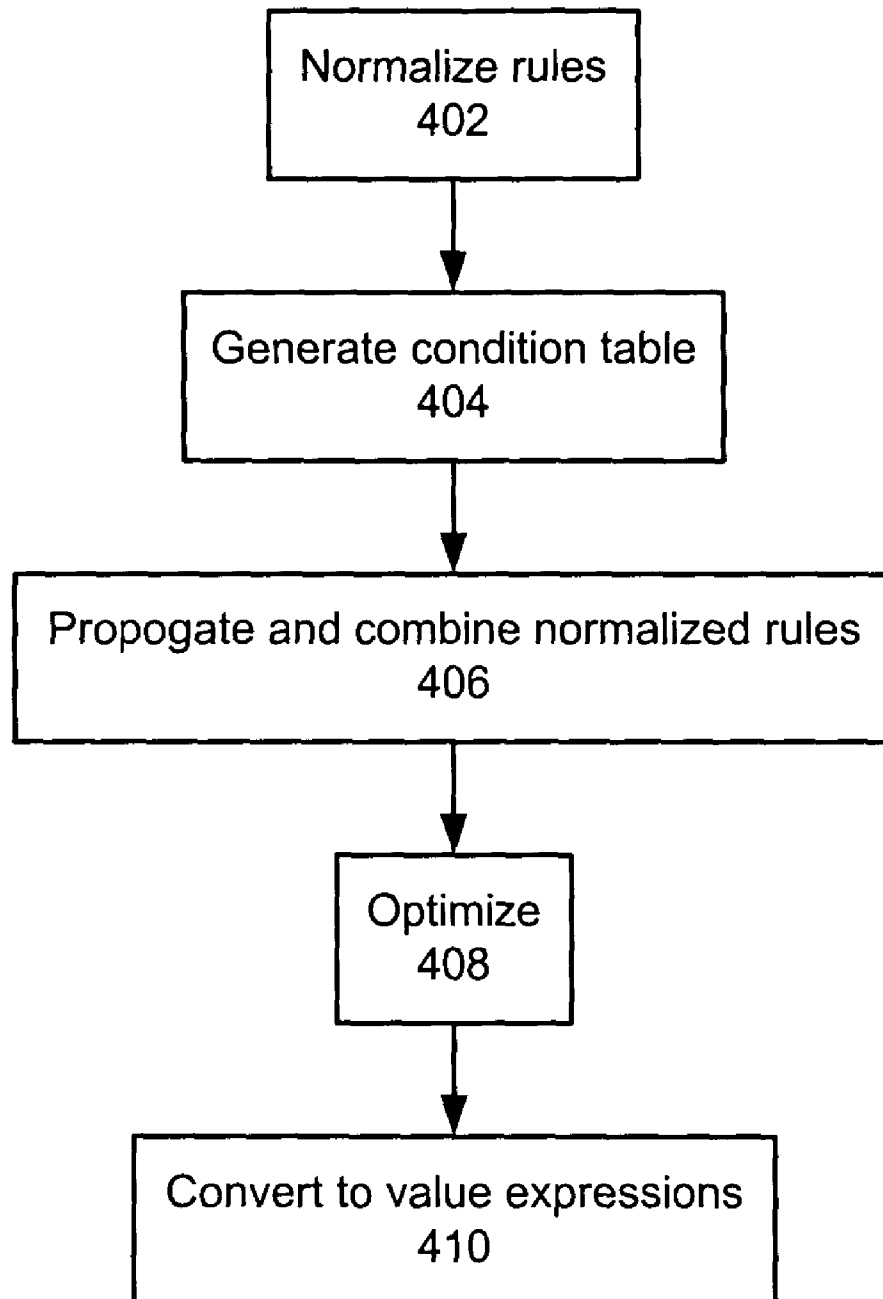 Normalize rules
402
Generate condition table
404
Propogate and combine normalized rules
406
Optimize
408
Convert to value expressions
410